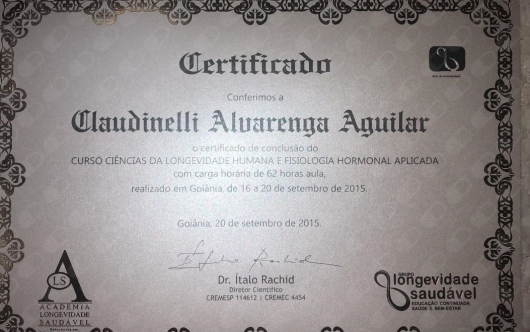 Certificado
Conferimos a
Claudinelli Alvarenga Aguilar
o certificado de conclusão do
CURSO CIÊNCIAS DA LONGEVIDADE HUMANA E FISIOLOGIA HORMONAL APLICADA
com carga horária de 62 horas aula,
realizado em Goiânia, de 16 a 20 de setembro de 2015.
Goiânia, 20 de setembro de 2015.
Dr. Ítalo Rachid
Diretor Científico
CREMESP 114612 | CREMEC 4454
LS
A
ACADEMIA
LONGEVIDADE
SAUDÁVEL
GRUPO
longevidade
saudável
EDUCAÇÃO CONTINUADA
SAÚDE E BEM-ESTAR